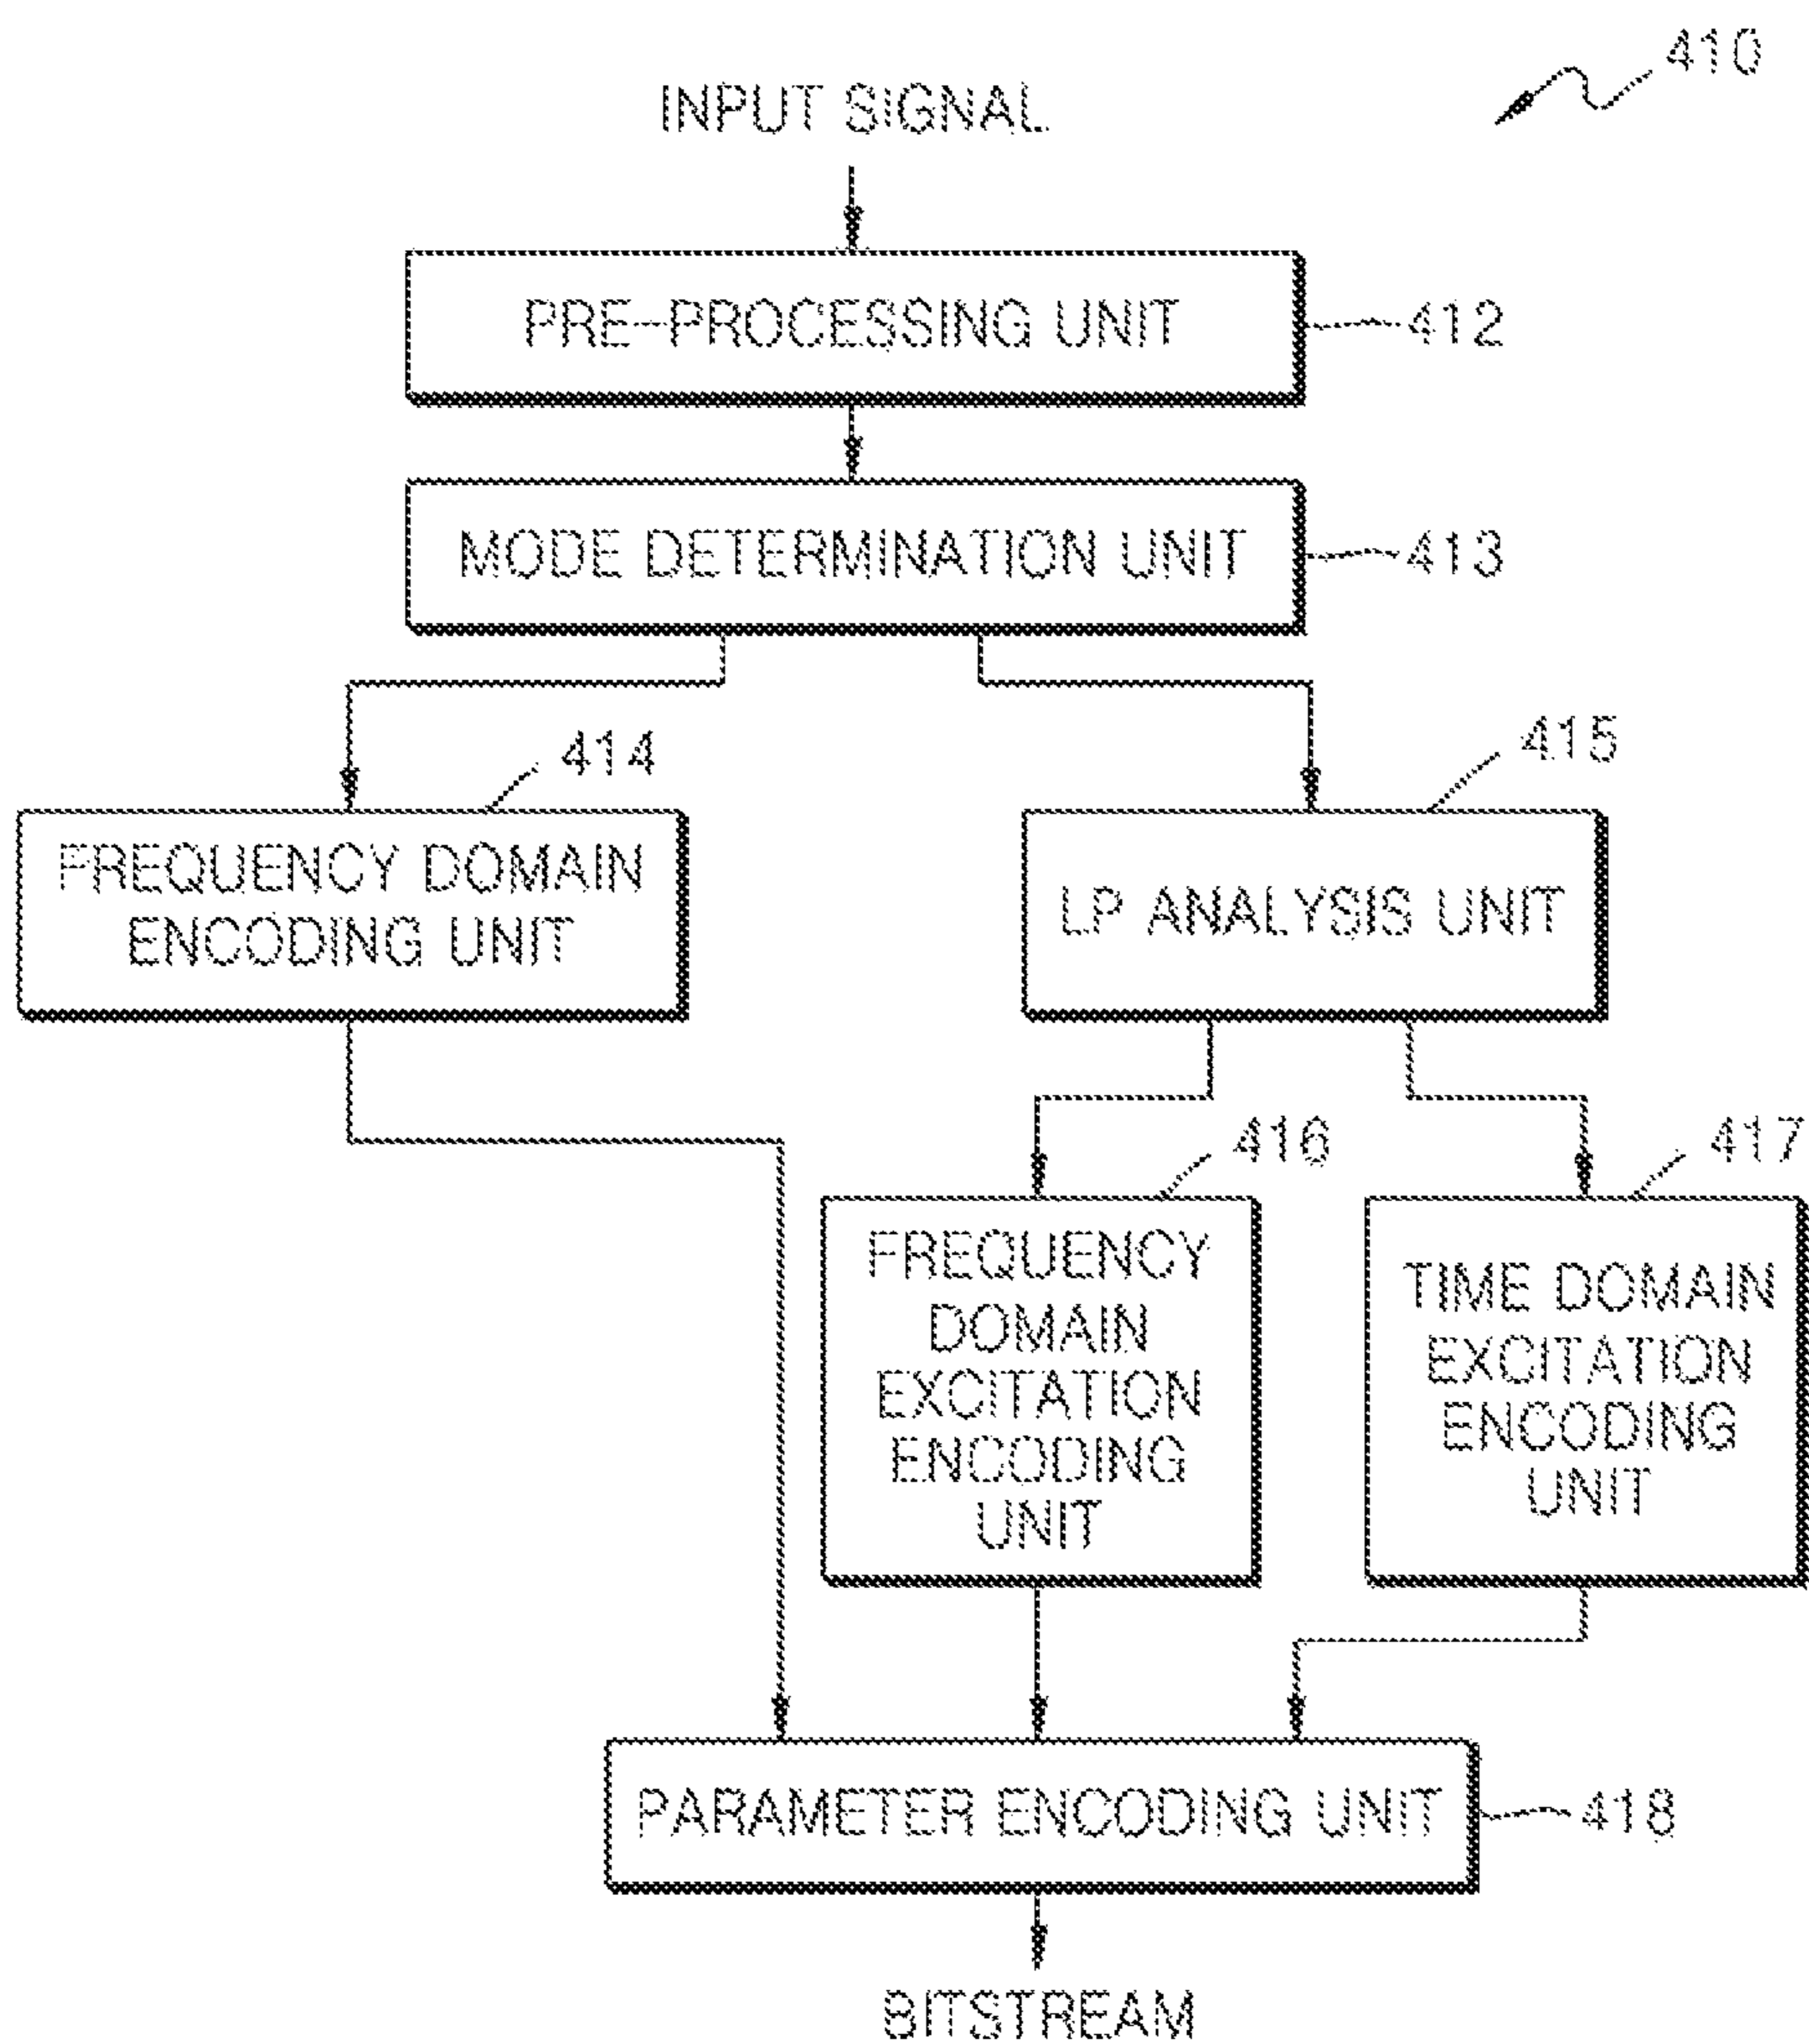 410
INPUT SIGNAL
PRE-PROCESSING UNIT
412
MODE DETERMINATION UNIT
413
414
415
FREQUENCY DOMAIN
ENCODING UNIT
LP ANALYSIS UNIT
416
417
FREQUENCY
DOMAIN
EXCITATION
ENCODING
UNIT
TIME DOMAIN
EXCITATION
ENCODING
UNIT
PARAMETER ENCODING UNIT
418
BITSTREAM